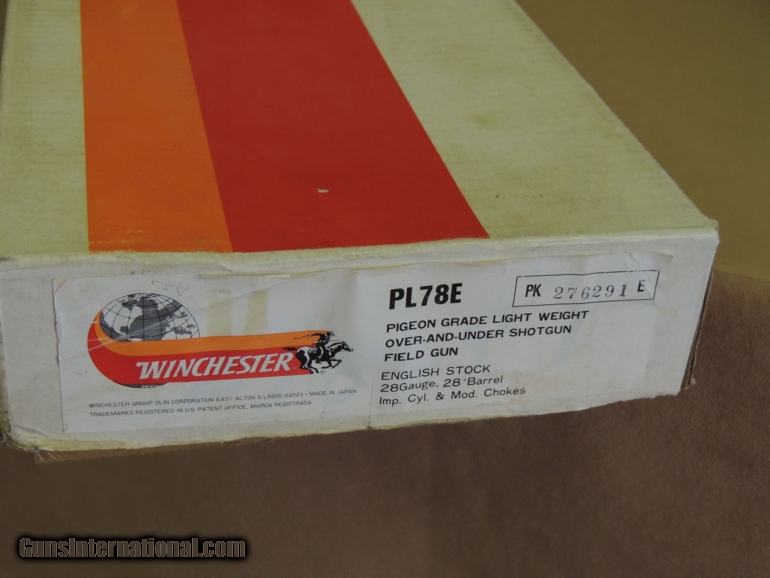 WINCHESTER
WINCHESTER GROUP OLIN CORPORATION EAST ALTON ILLINOIS 62024 - MADE IN JAPAN
TRADEMARKS REGISTERED IN U.S. PATENT OFFICE, MARCA REGISTRADA
PL78E
PK 276291 E
PIGEON GRADE LIGHT WEIGHT
OVER-AND-UNDER SHOTGUN
FIELD GUN
ENGLISH STOCK
28Gauge, 28"Barrel
Imp. Cyl. & Mod. Chokes
GunsInternational.com